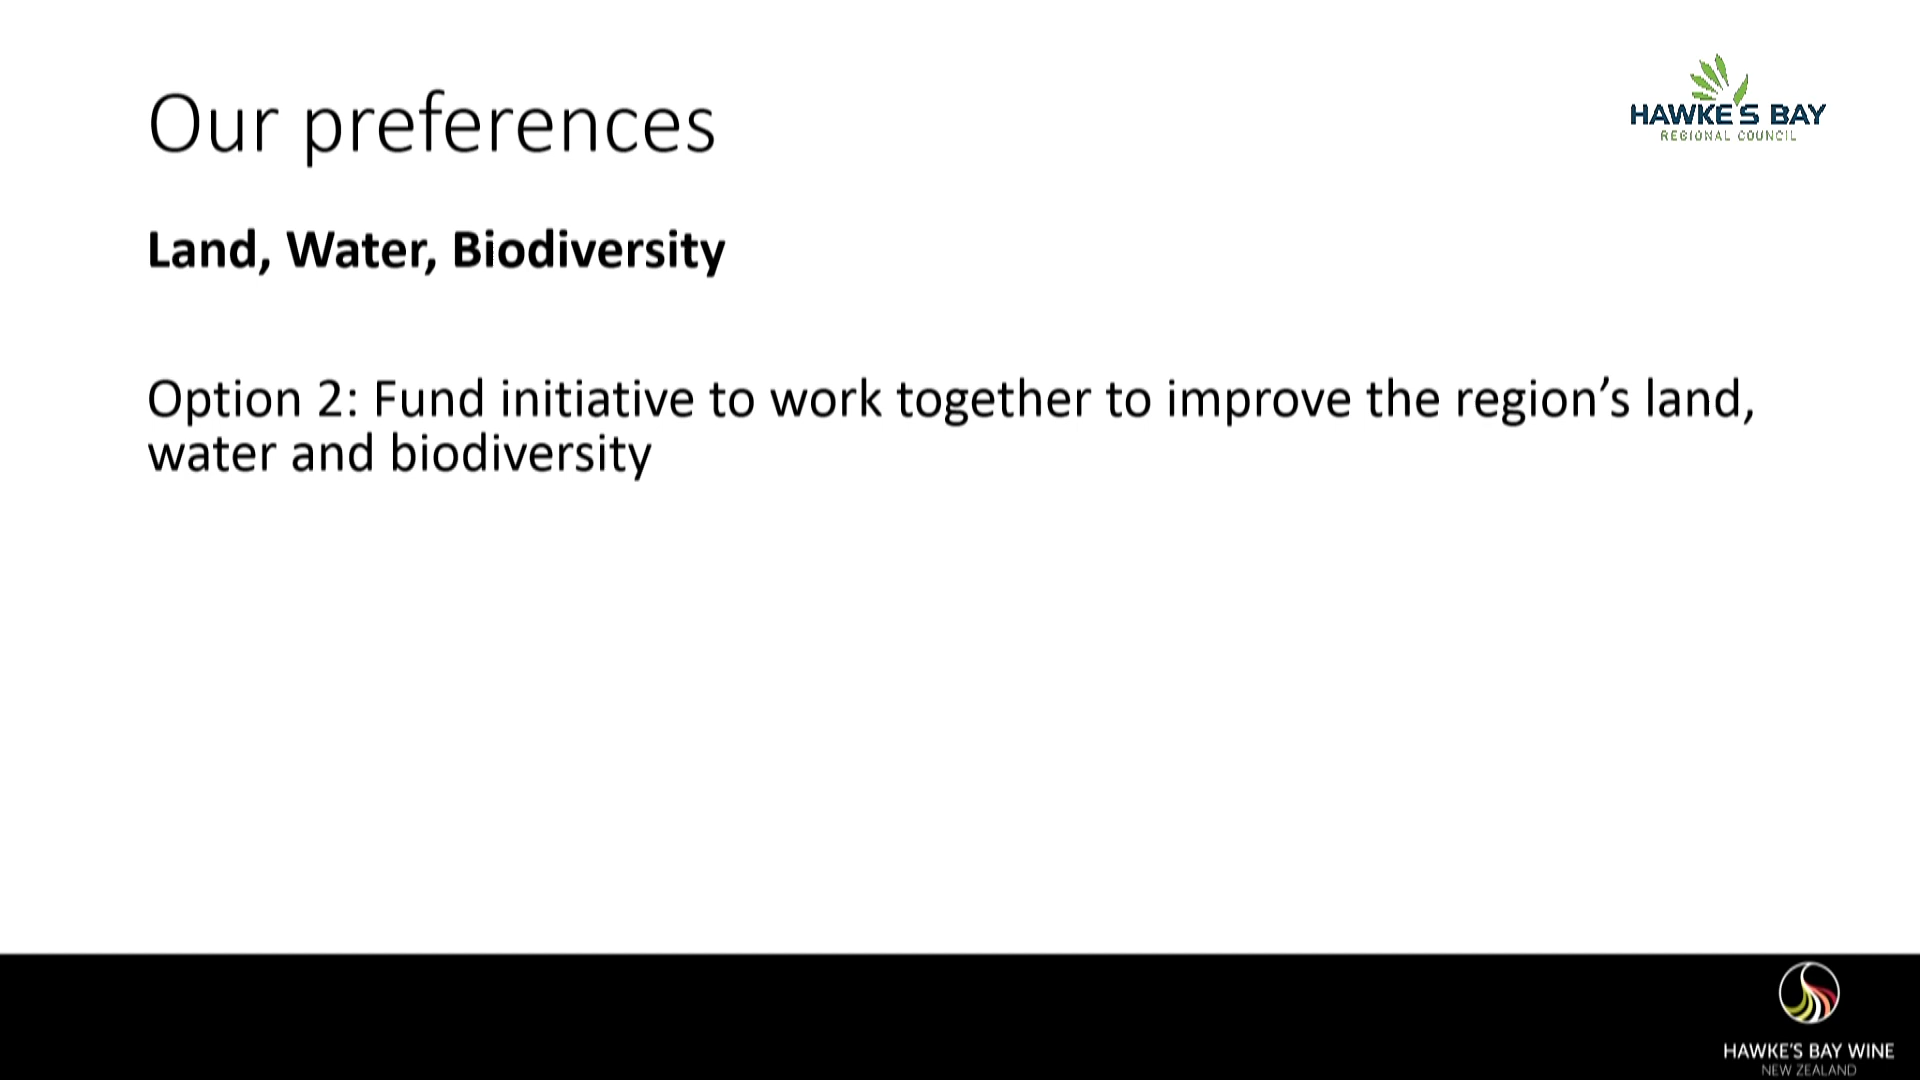 Our preferences
HAWKE'S BAY
REGIONAL COUNCIL
Land, Water, Biodiversity
Option 2: Fund initiative to work together to improve the region’s land,
water and biodiversity
HAWKE'S BAY WINE
NEW ZEALAND